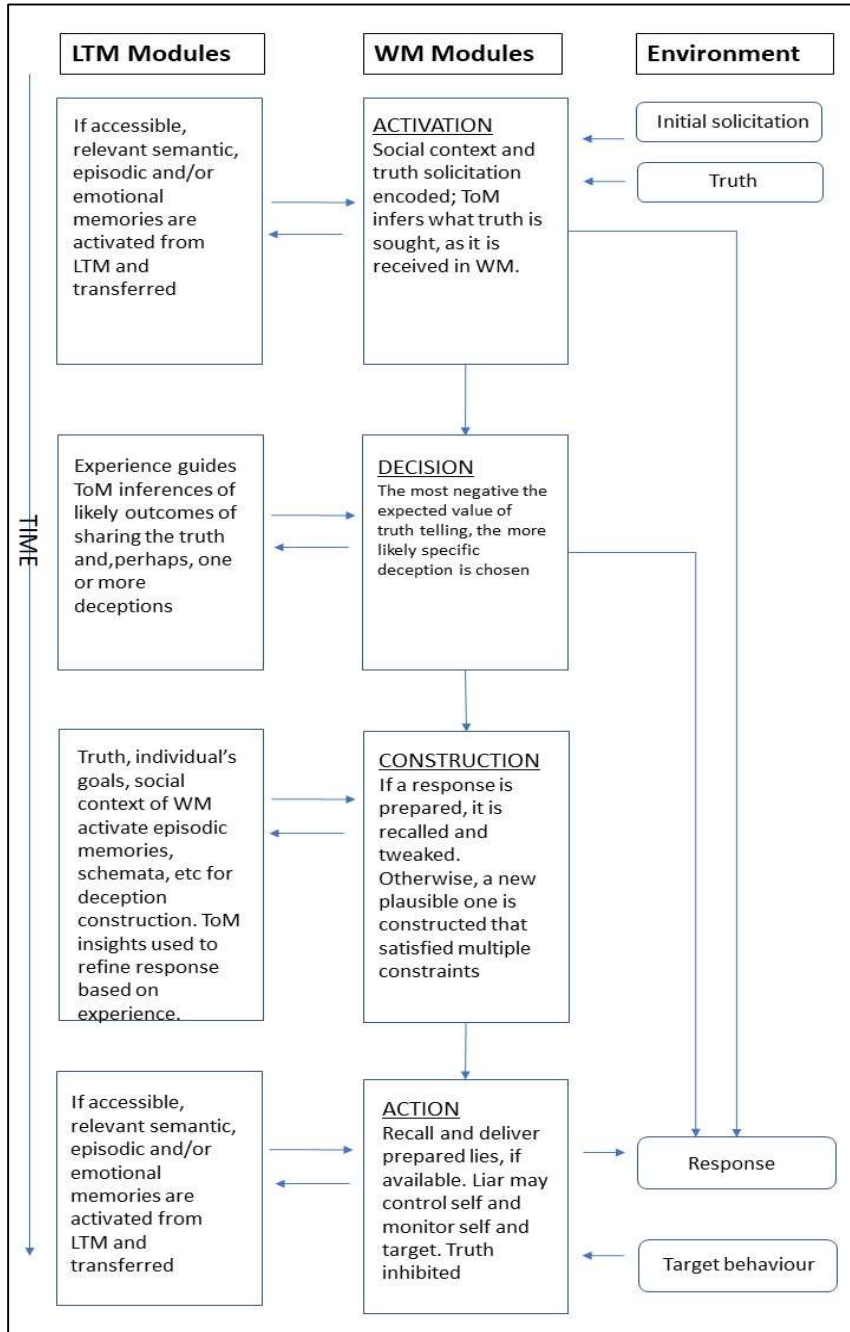 LTM Modules
WM Modules
Environment
TIME
If accessible,
relevant semantic,
episodic and/or
emotional
memories are
activated from
LTM and
transferred
ACTIVATION
Social context and
truth solicitation
encoded; ToM
infers what truth is
sought, as it is
received in WM.
Initial solicitation
Truth
Experience guides
ToM inferences of
likely outcomes of
sharing the truth
and,perhaps, one
or more
deceptions
DECISION
The most negative the
expected value of
truth telling, the more
likely specific
deception is chosen
Truth, individual’s
goals, social
context of WM
activate episodic
memories,
schemata, etc for
deception
construction. ToM
insights used to
refine response
based on
experience.
CONSTRUCTION
If a response is
prepared, it is
recalled and
tweaked.
Otherwise, a new
plausible one is
constructed that
satisfied multiple
constraints
If accessible,
relevant semantic,
episodic and/or
emotional
memories are
activated from
LTM and
transferred
ACTION
Recall and deliver
prepared lies, if
available. Liar may
control self and
monitor self and
target. Truth
inhibited
Response
Target behaviour